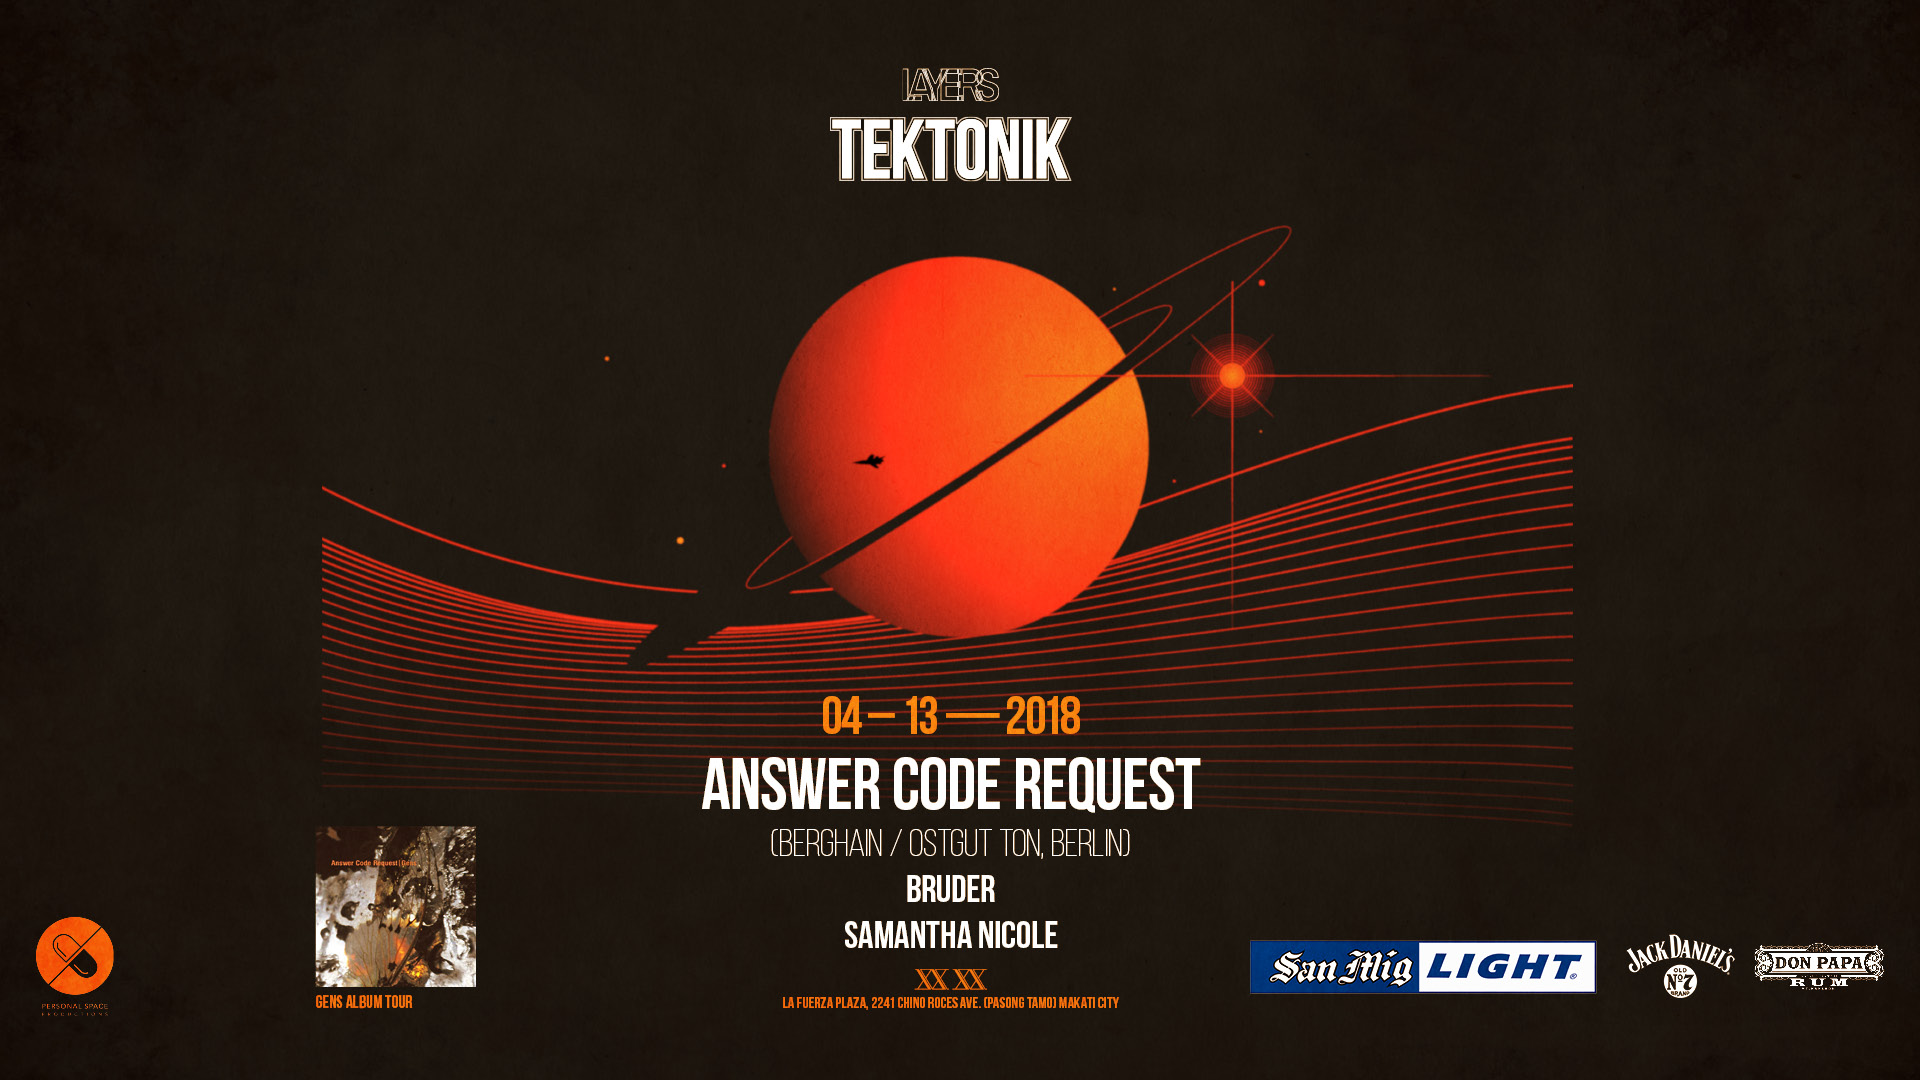 LAYERS
TEKTONIK
04 — 13 — 2018
ANSWER CODE REQUEST
(BERGHAIN / OSTGUT TON, BERLIN)
BRUDER
SAMANTHA NICOLE
XX XX
LA FUERZA PLAZA, 2241 CHINO ROCES AVE. (PASONG TAMO) MAKATI CITY
Answer Code Request | Gens
GENS ALBUM TOUR
PERSONAL SPACE
PRODUCTIONS
San Mig LIGHT®
JACK DANIEL'S
OLD
No. 7
BRAND
DON PAPA
RUM